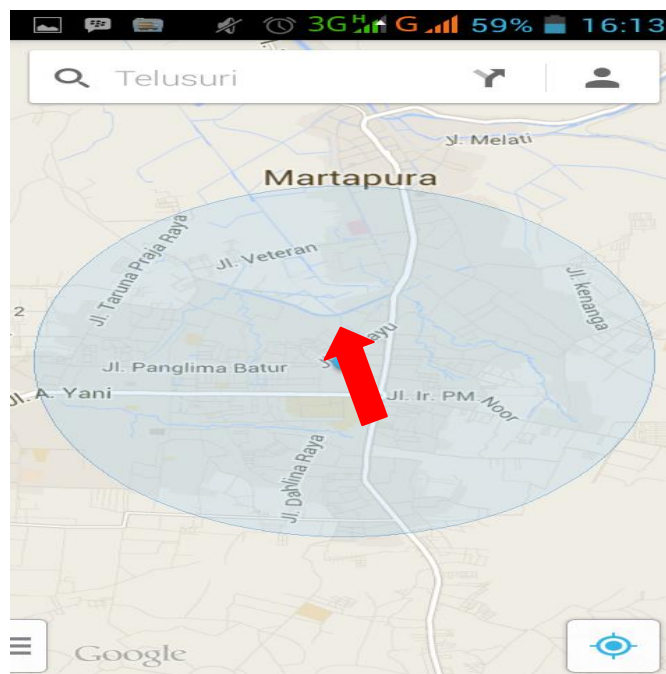 3G H G 59% 16:13
Telusuri
Jl. Melati
Martapura
Jl. Taruna Praja Raya
Jl. Veteran
Jl. kenanga
2
Jl. Panglima Batur
Jl. A. Yani
Jl. Ir. PM. Noor
Jl. Dahlina Raya
Google